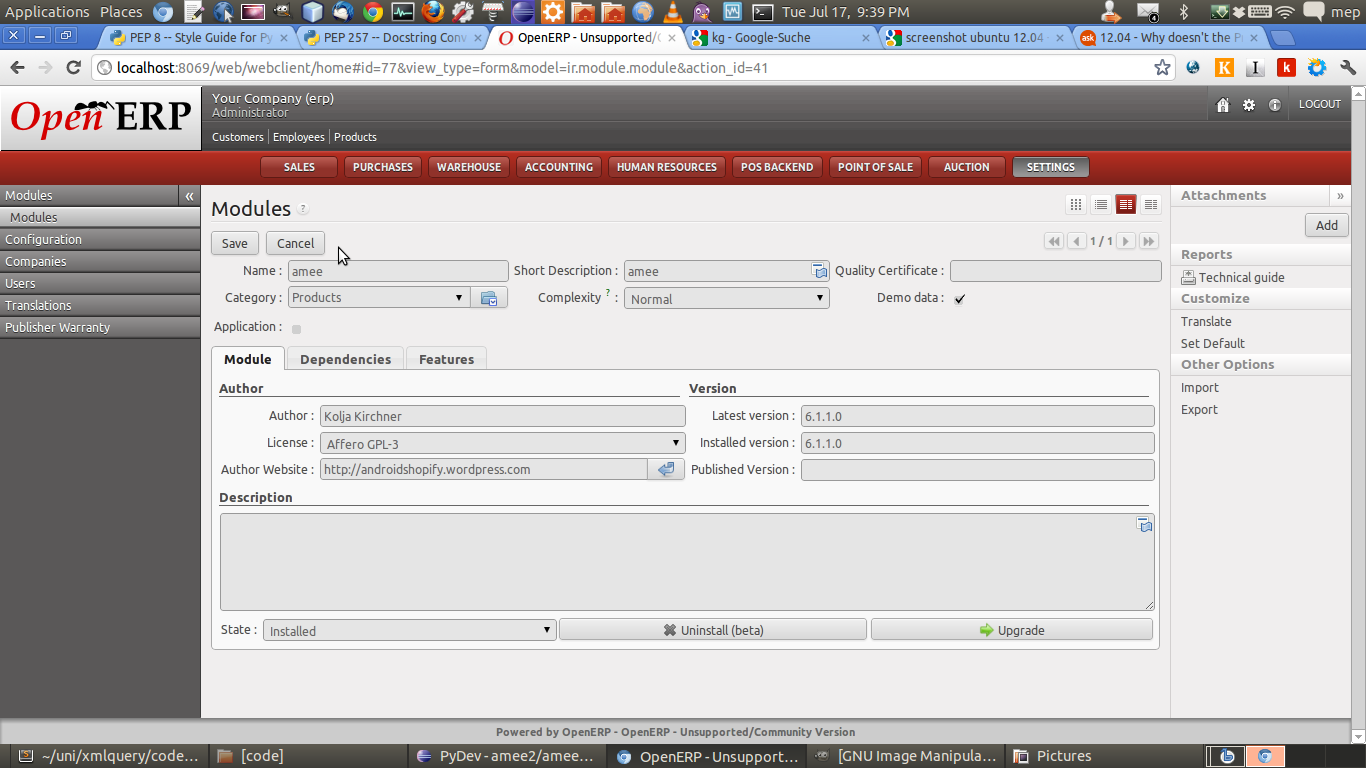 Applications Places Tue Jul 17, 9:39 PM mep
PEP 8 -- Style Guide for Py
PEP 257 -- Docstring Conv
OpenERP - Unsupported/C
kg - Google-Suche
screenshot ubuntu 12.04
12.04 - Why doesn't the P
localhost:8069/web/webclient/home#id=77&view_type=form&model=ir.module.module&action_id=41
Open ERP
Your Company (erp)
Administrator
LOGOUT
Customers Employees Products
SALES PURCHASES WAREHOUSE ACCOUNTING HUMAN RESOURCES POS BACKEND POINT OF SALE AUCTION SETTINGS
Modules «
Modules
Configuration
Companies
Users
Translations
Publisher Warranty
Modules ?
Save Cancel 1 / 1
Name : amee Short Description : amee Quality Certificate :
Category : Products Complexity ? : Normal Demo data :
Application :
Module Dependencies Features
Author Version
Author : Kolja Kirchner Latest version : 6.1.1.0
License : Affero GPL-3 Installed version : 6.1.1.0
Author Website : http://androidshopify.wordpress.com Published Version :
Description
State : Installed Uninstall (beta) Upgrade
Attachments »
Add
Reports
Technical guide
Customize
Translate
Set Default
Other Options
Import
Export
Powered by OpenERP - OpenERP - Unsupported/Community Version
~/uni/xmlquery/code... [code] PyDev - amee2/amee... OpenERP - Unsupport... [GNU Image Manipula... Pictures